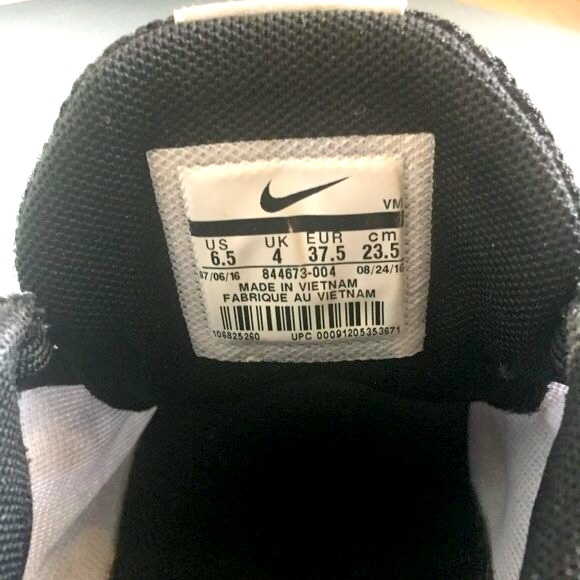 VM
US UK EUR cm
6.5 4 37.5 23.5
07/06/16 844673-004 08/24/16
MADE IN VIETNAM
FABRIQUE AU VIETNAM
106825260 UPC 00091205353671